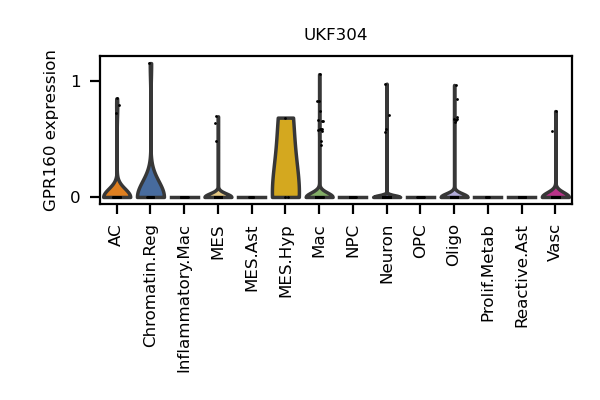 UKF304
GPR160 expression
1
0
AC
Chromatin.Reg
Inflammatory.Mac
MES
MES.Ast
MES.Hyp
Mac
NPC
Neuron
OPC
Oligo
Prolif.Metab
Reactive.Ast
Vasc